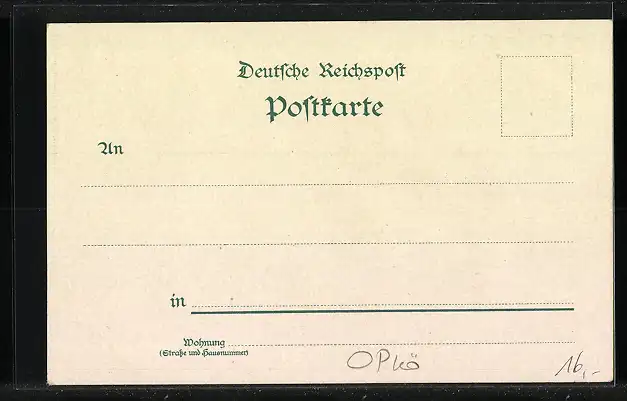 Deutſche Reichspoſt
Poſtkarte
An
in
Wohnung
(Straße und Hausnummer)
OPkö
16,-